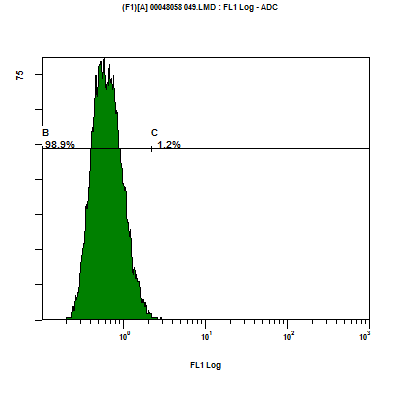 (F1)[A] 00048058 049.LMD : FL1 Log - ADC
75
B C
98.9% 1.2%
10⁰ 10¹ 10² 10³
FL1 Log